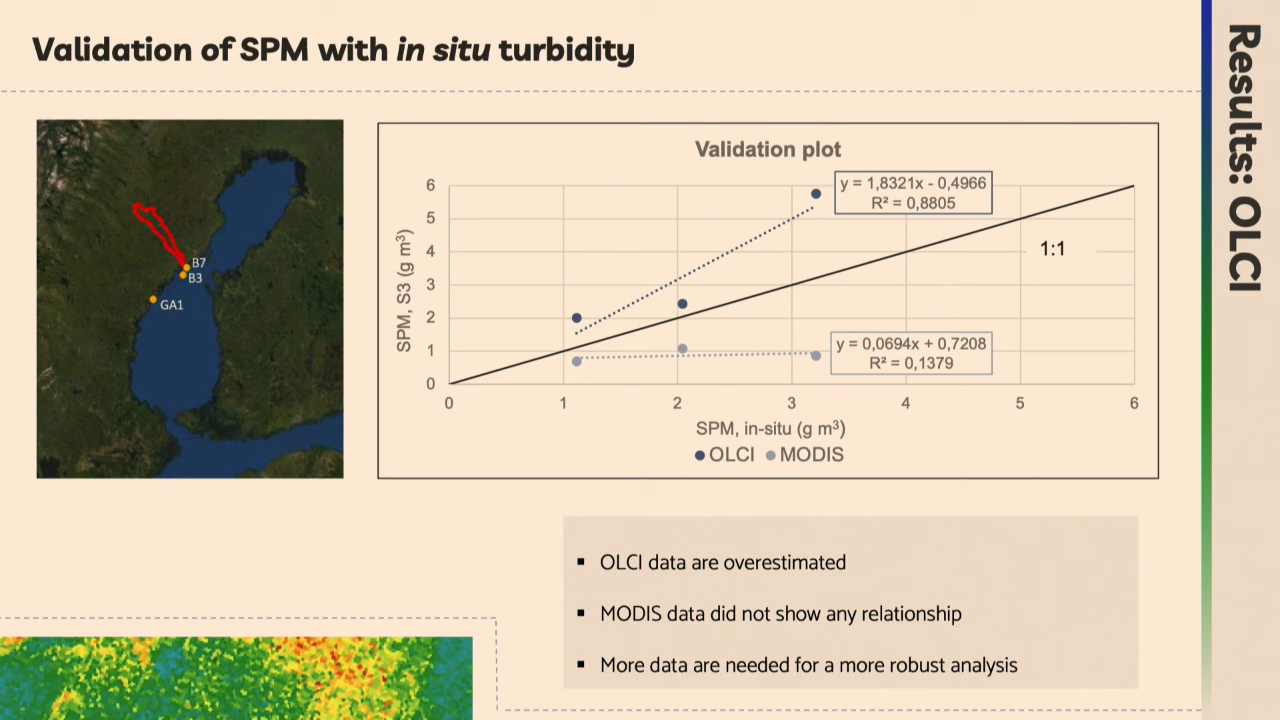 Validation of SPM with in situ turbidity
Results: OLCI
B7
B3
GA1
Validation plot
6
5
4
3
2
1
0
SPM, S3 (g m³)
y = 1,8321x - 0,4966
R² = 0,8805
1:1
y = 0,0694x + 0,7208
R² = 0,1379
0 1 2 3 4 5 6
SPM, in-situ (g m³)
OLCI MODIS
▪ OLCI data are overestimated
▪ MODIS data did not show any relationship
▪ More data are needed for a more robust analysis